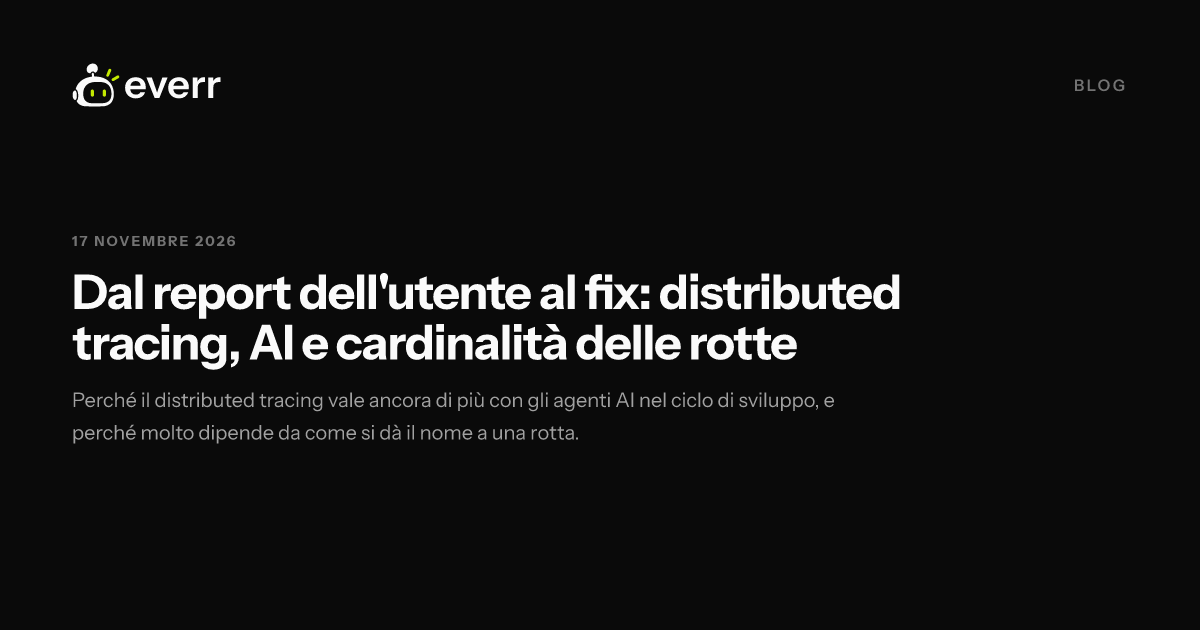 everr
BLOG
17 NOVEMBRE 2026
Dal report dell'utente al fix: distributed
tracing, AI e cardinalità delle rotte
Perché il distributed tracing vale ancora di più con gli agenti AI nel ciclo di sviluppo, e
perché molto dipende da come si dà il nome a una rotta.